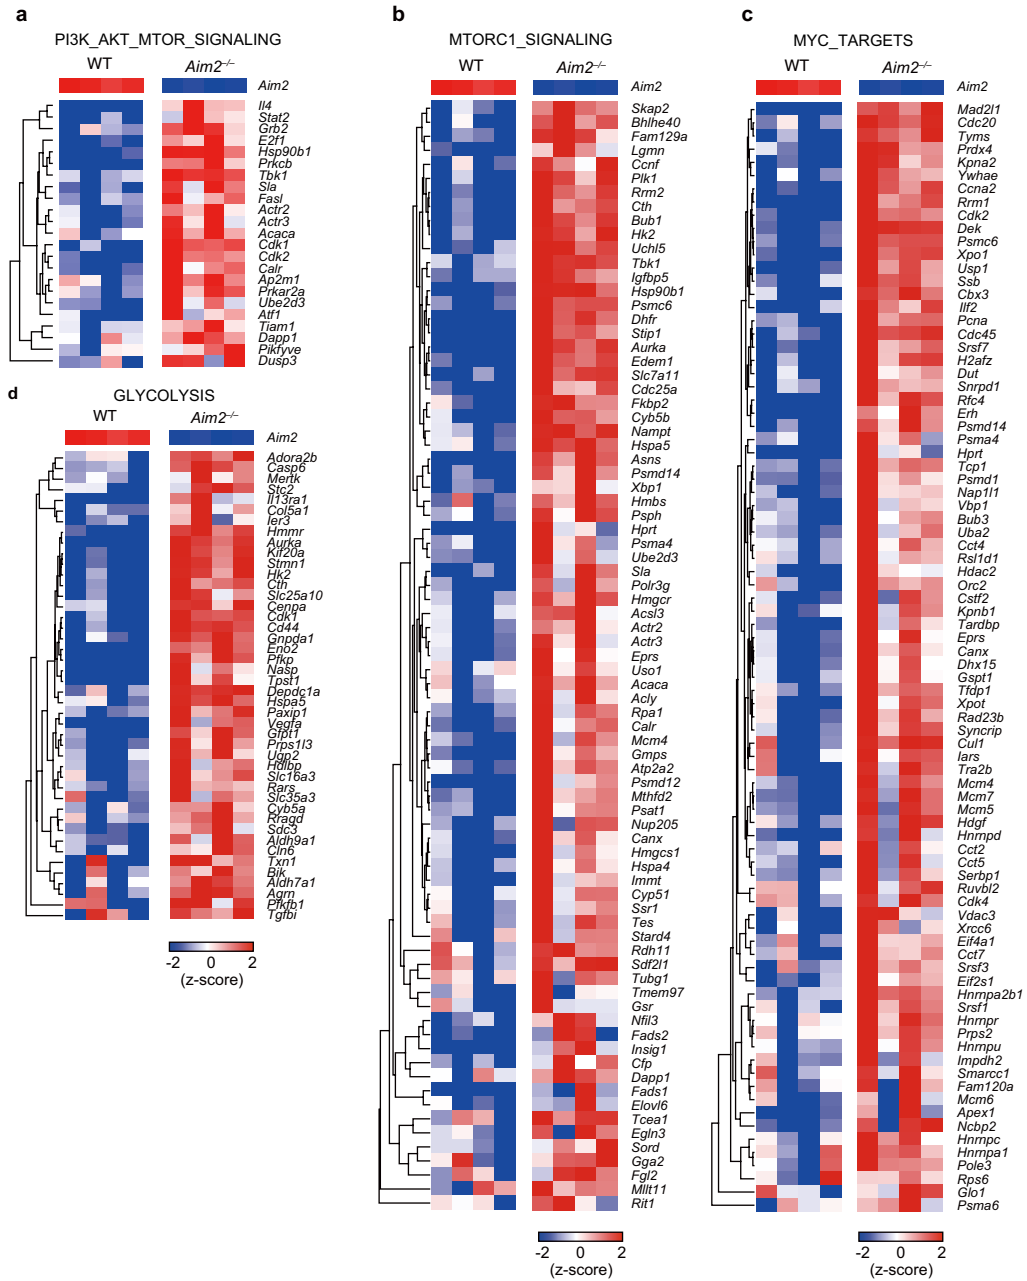 a
PI3K_AKT_MTOR_SIGNALING
WT
Aim2–/–
Aim2
Il4
Stat2
Grb2
E2f1
Hsp90b1
Prkcb
Tbk1
Sla
Fasl
Actr2
Actr3
Acaca
Cdk1
Cdk2
Calr
Ap2m1
Prkar2a
Ube2d3
Atf1
Tiam1
Dapp1
Pikfyve
Dusp3
d
GLYCOLYSIS
WT
Aim2–/–
Aim2
Adora2b
Casp6
Mertk
Stc2
Il13ra1
Col5a1
Ier3
Hmmr
Aurka
Kif20a
Stmn1
Hk2
Cth
Slc25a10
Cenpa
Cdk1
Cd44
Gnpda1
Eno2
Pfkp
Nasp
Tpst1
Depdc1a
Hspa5
Paxip1
Vegfa
Gfpt1
Prps1l3
Ugp2
Hdlbp
Slc16a3
Rars
Slc35a3
Cyb5a
Rragd
Sdc3
Aldh9a1
Cln6
Txn1
Bik
Aldh7a1
Agrn
Pfkfb1
Tgfbi
-2 0 2
(z-score)
b
MTORC1_SIGNALING
WT
Aim2–/–
Aim2
Skap2
Bhlhe40
Fam129a
Lgmn
Ccnf
Plk1
Rrm2
Cth
Bub1
Hk2
Uchl5
Tbk1
Igfbp5
Hsp90b1
Psmc6
Dhfr
Stip1
Aurka
Edem1
Slc7a11
Cdc25a
Fkbp2
Cyb5b
Nampt
Hspa5
Asns
Psmd14
Xbp1
Hmbs
Psph
Hprt
Psma4
Ube2d3
Sla
Polr3g
Hmgcr
Acsl3
Actr2
Actr3
Eprs
Uso1
Acaca
Acly
Rpa1
Calr
Mcm4
Gmps
Atp2a2
Psmd12
Mthfd2
Psat1
Nup205
Canx
Hmgcs1
Hspa4
Immt
Cyp51
Ssr1
Tes
Stard4
Rdh11
Sdf2l1
Tubg1
Tmem97
Gsr
Nfil3
Fads2
Insig1
Cfp
Dapp1
Fads1
Elovl6
Tcea1
Egln3
Sord
Gga2
Fgl2
Mllt11
Rit1
-2 0 2
(z-score)
c
MYC_TARGETS
WT
Aim2–/–
Aim2
Mad2l1
Cdc20
Tyms
Prdx4
Kpna2
Ywhae
Ccna2
Rrm1
Cdk2
Dek
Psmc6
Xpo1
Usp1
Ssb
Cbx3
Ilf2
Pcna
Cdc45
Srsf7
H2afz
Dut
Snrpd1
Rfc4
Erh
Psmd14
Psma4
Hprt
Tcp1
Psmd1
Nap1l1
Vbp1
Bub3
Uba2
Cct4
Rsl1d1
Hdac2
Orc2
Cstf2
Kpnb1
Tardbp
Eprs
Canx
Dhx15
Gspt1
Tfdp1
Xpot
Rad23b
Syncrip
Cul1
Iars
Tra2b
Mcm4
Mcm7
Mcm5
Hdgf
Hnrnpd
Cct2
Cct5
Serbp1
Ruvbl2
Cdk4
Vdac3
Xrcc6
Eif4a1
Cct7
Srsf3
Eif2s1
Hnrnpa2b1
Srsf1
Hnrnpr
Prps2
Hnrnpu
Impdh2
Smarcc1
Fam120a
Mcm6
Apex1
Ncbp2
Hnrnpc
Hnrnpa1
Pole3
Rps6
Glo1
Psma6
-2 0 2
(z-score)